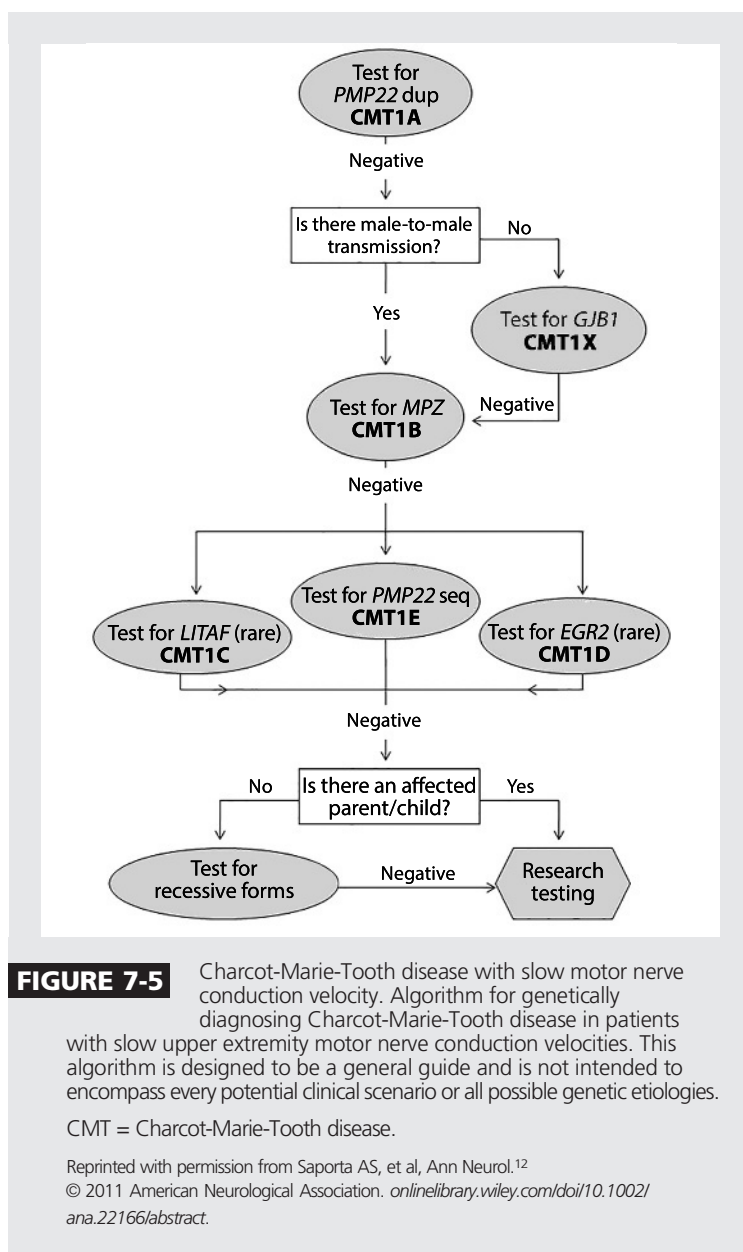 Test for
PMP22 dup
CMT1A
Negative
Is there male-to-male
transmission?
No
Yes
Test for GJB1
CMT1X
Test for MPZ
CMT1B
Negative
Negative
Test for LITAF (rare)
CMT1C
Test for PMP22 seq
CMT1E
Test for EGR2 (rare)
CMT1D
Negative
No
Is there an affected
parent/child?
Yes
Test for
recessive forms
Negative
Research
testing
FIGURE 7-5
Charcot-Marie-Tooth disease with slow motor nerve
conduction velocity. Algorithm for genetically
diagnosing Charcot-Marie-Tooth disease in patients
with slow upper extremity motor nerve conduction velocities. This
algorithm is designed to be a general guide and is not intended to
encompass every potential clinical scenario or all possible genetic etiologies.
CMT = Charcot-Marie-Tooth disease.
Reprinted with permission from Saporta AS, et al, Ann Neurol.12
© 2011 American Neurological Association. onlinelibrary.wiley.com/doi/10.1002/
ana.22166/abstract.